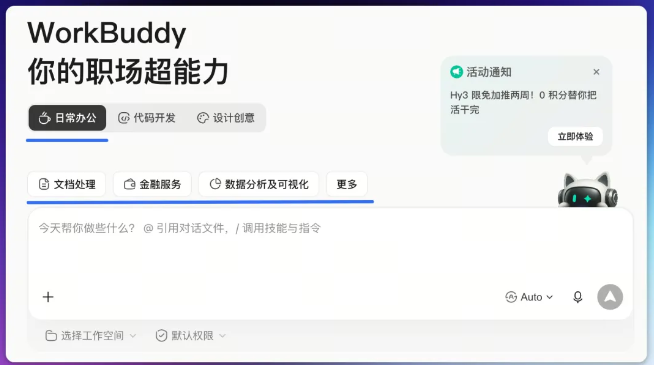 WorkBuddy
你的职场超能力
活动通知
Hy3 限免加推两周！0 积分替你把
活干完
立即体验
日常办公 代码开发 设计创意
文档处理 金融服务 数据分析及可视化 更多
今天帮你做些什么？ @ 引用对话文件，/ 调用技能与指令
Auto
选择工作空间 默认权限